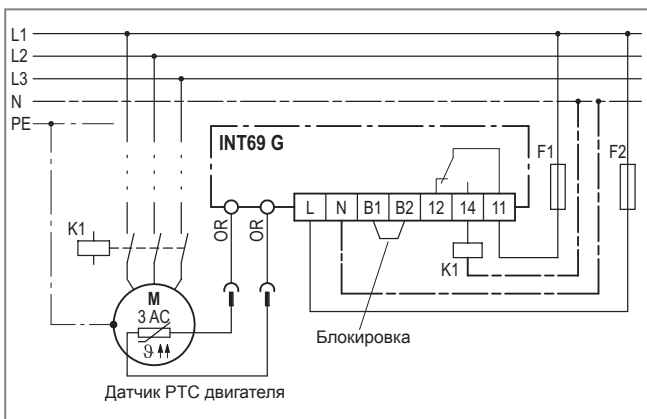 L1
L2
L3
N
PE
INT69 G
F1
F2
L N B1 B2 12 14 11
OR
OR
K1
K1
M
3 AC
ϑ
Блокировка
Датчик PTC двигателя